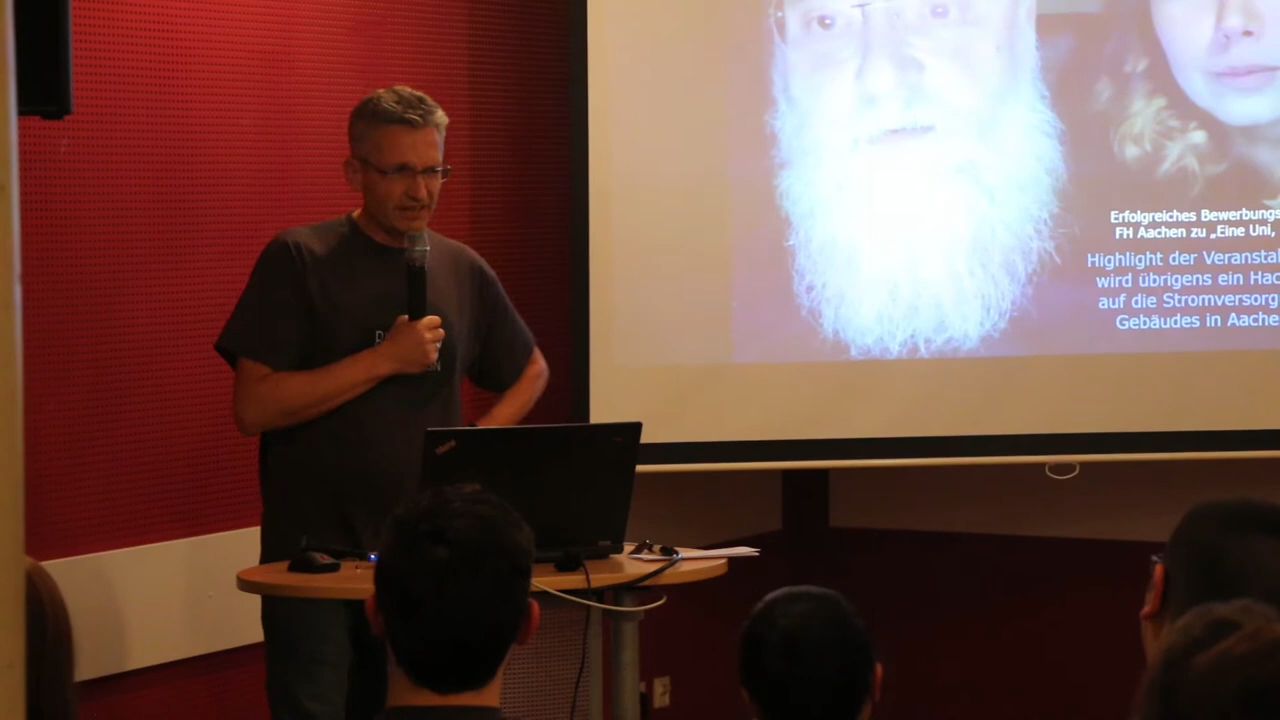 Erfolgreiches Bewerbungs
FH Aachen zu „Eine Uni,
Highlight der Veranstal
wird übrigens ein Hac
auf die Stromversorg
Gebäudes in Aache